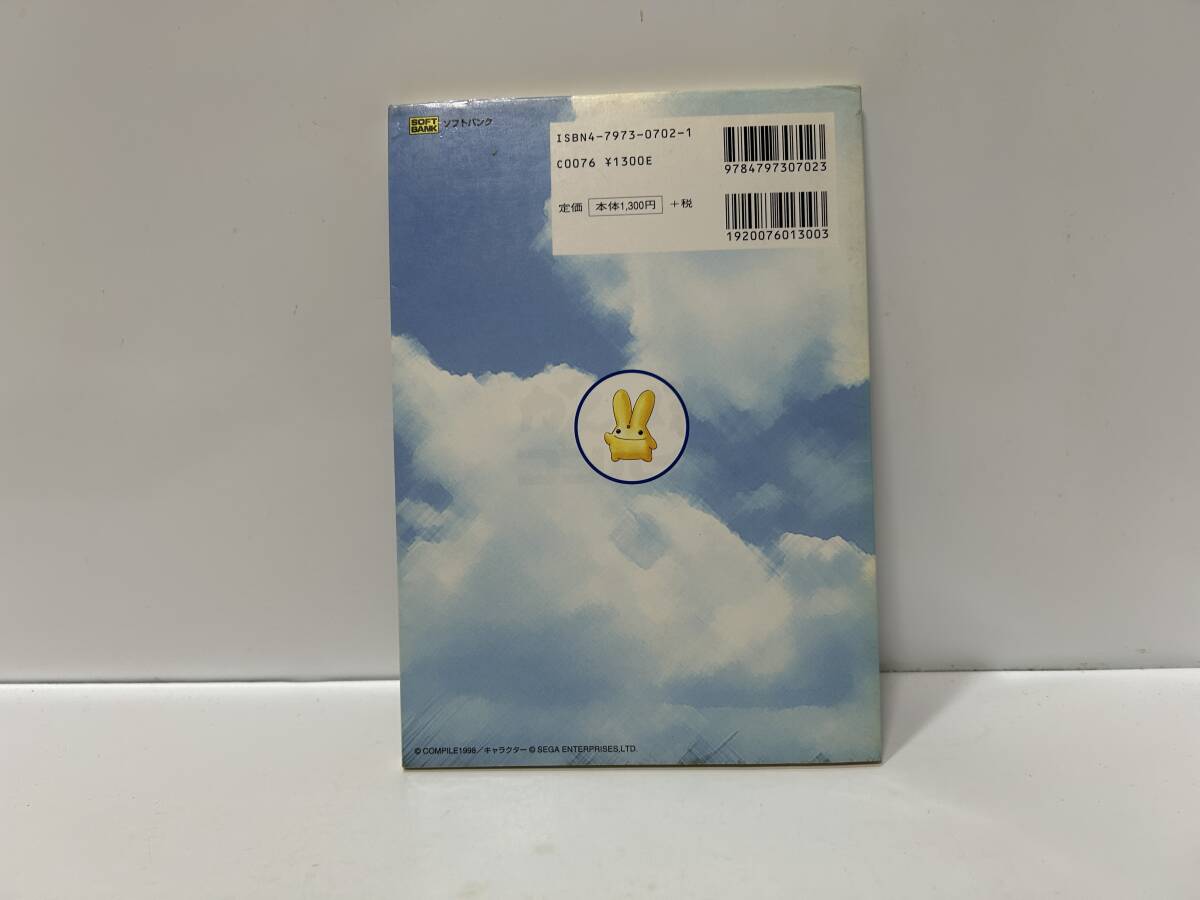 SOFT
BANK
ソフトバンク
ISBN4-7973-0702-1
C0076 ¥1300E
定価 本体1,300円 +税
9784797307023
1920076013003
© COMPILE1998/キャラクター © SEGA ENTERPRISES,LTD.